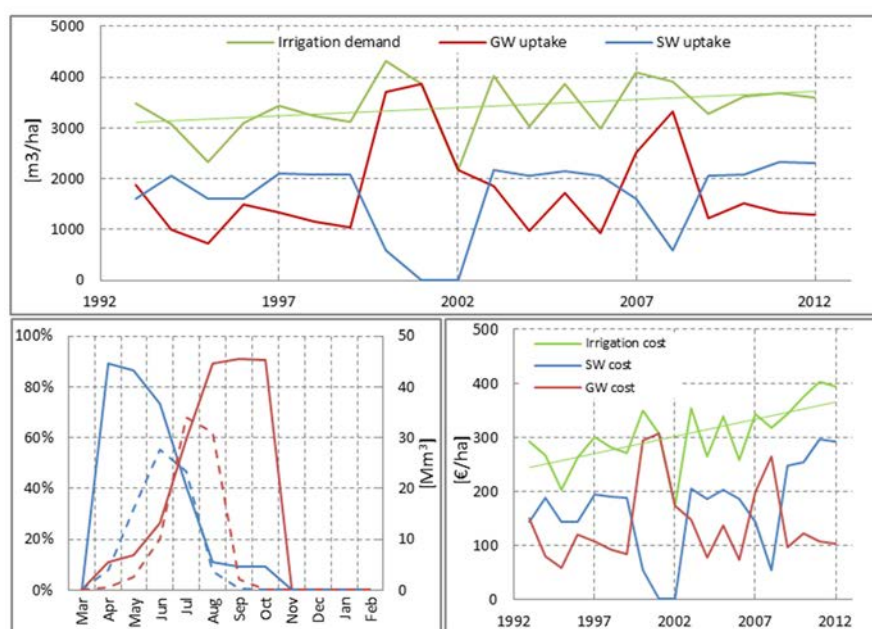 [m3/ha]
5000
4000
3000
2000
1000
0
Irrigation demand GW uptake SW uptake
1992 1997 2002 2007 2012
100%
80%
60%
40%
20%
0%
50
40
30
20
10
0
[Mm³]
Mar Apr May Jun Jul Aug Sep Oct Nov Dec Jan Feb
[€/ha]
500
400
300
200
100
0
Irrigation cost
SW cost
GW cost
1992 1997 2002 2007 2012